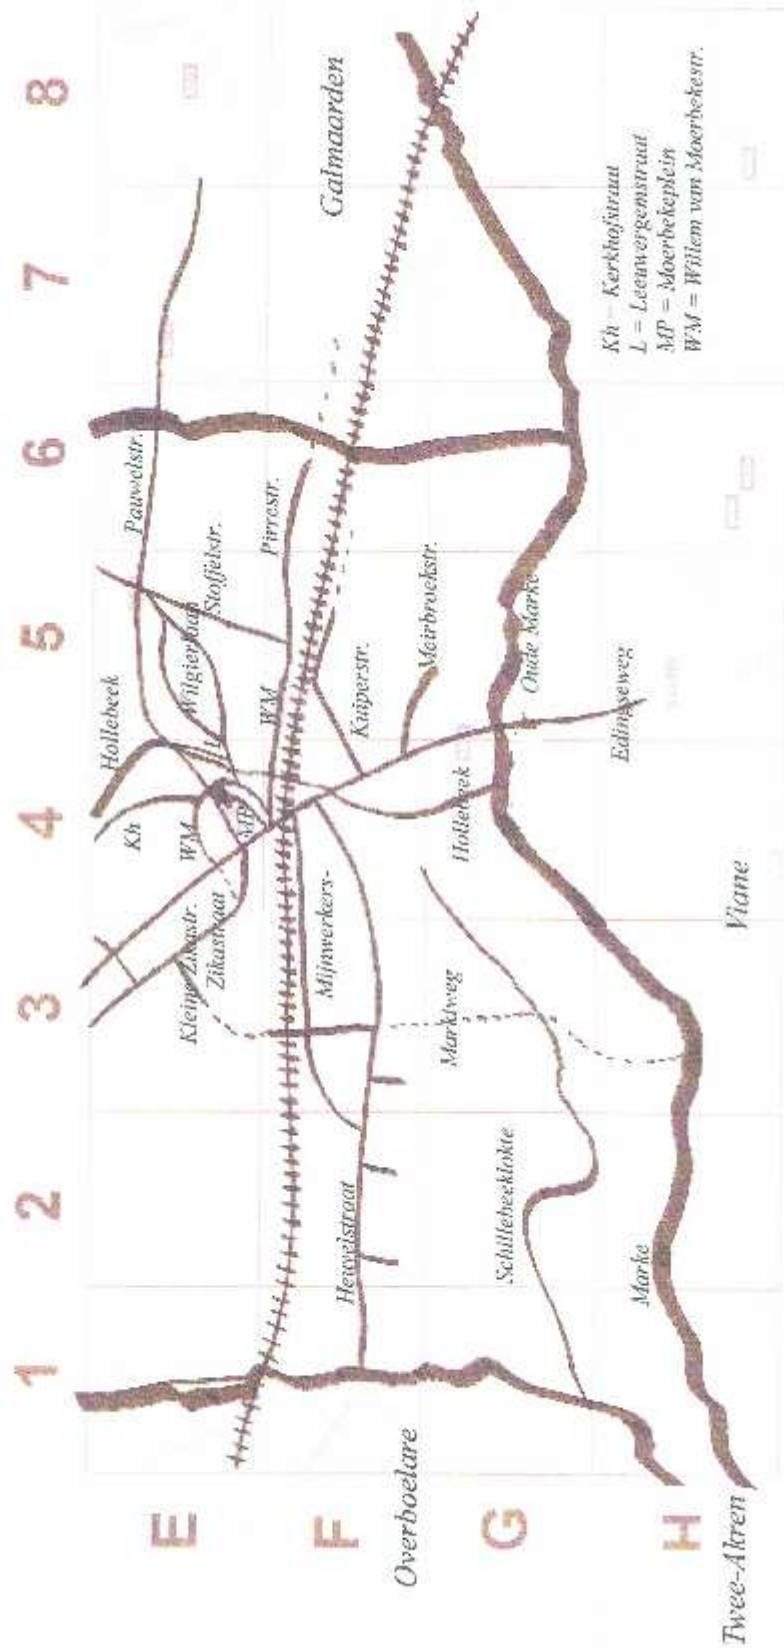 1 2 3 4 5 6 7 8
E
F
G
H
Hollebeek
Pauwelstr.
Kh
Wilgierlaan
Stoffelstr.
WM
L
MP
Kleine Zikastr.
Zikastraat
WM
Pirrestr.
Galmaarden
Mijnwerkers-
Kuiperstr.
Heuvelstraat
Overboelare
Meirbroekstr.
Marktweg
Hollebeek
Schillebeeklokte
Oude Marke
Edingseweg
Marke
Viane
Twee-Akren
Kh = Kerkhofstraat
L = Leeuwergemstraat
MP = Moerbekeplein
WM = Willem van Moerbekestr.